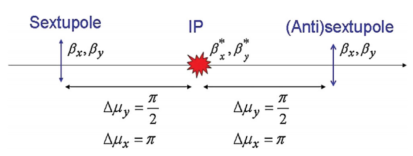 Sextupole IP (Anti)sextupole
βx,βy βx*,βy* βx,βy
Δμy = π/2 Δμy = π/2
Δμx = π Δμx = π